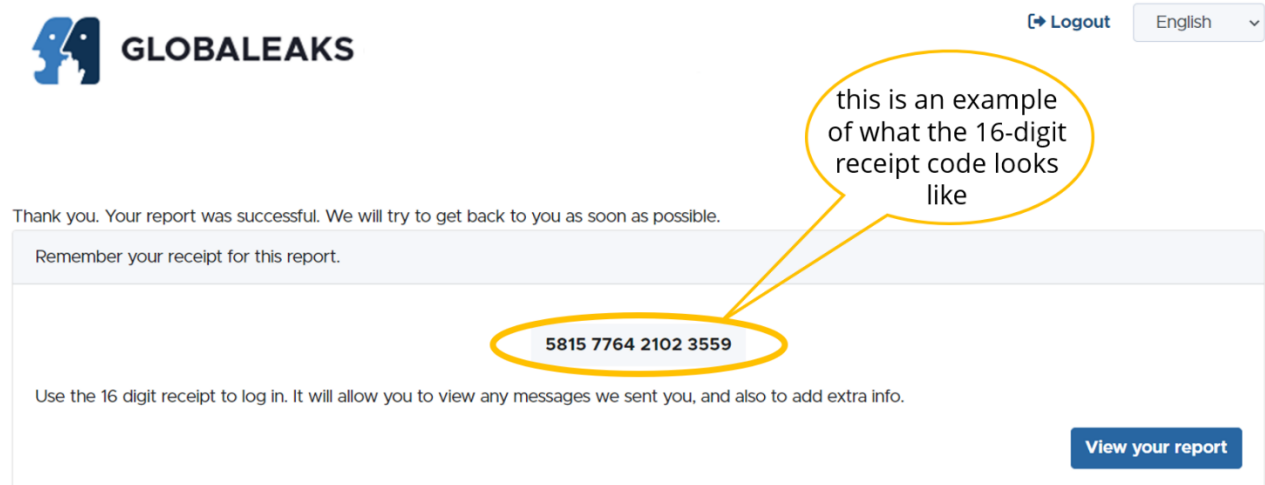 Logout
English
GLOBALEAKS
this is an example
of what the 16-digit
receipt code looks
like
Thank you. Your report was successful. We will try to get back to you as soon as possible.
Remember your receipt for this report.
5815 7764 2102 3559
Use the 16 digit receipt to log in. It will allow you to view any messages we sent you, and also to add extra info.
View your report